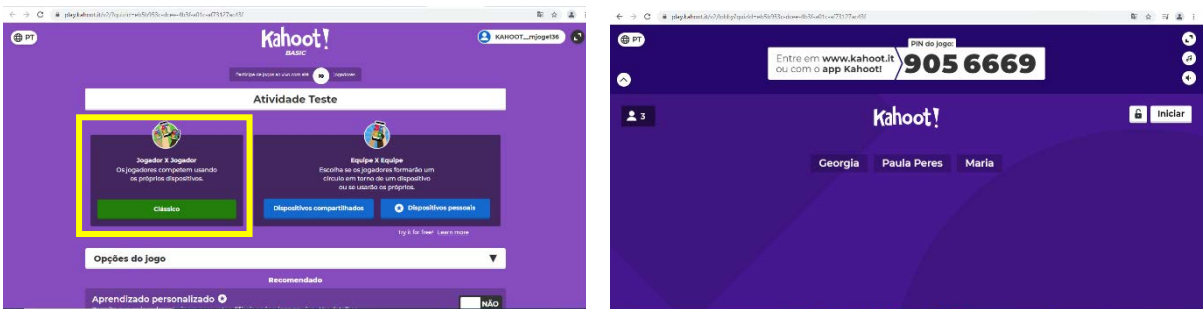 PT
Kahoot!
BASIC
KAHOOT_mjoge136
Atividade Teste
Jogador X Jogador
Os jogadores competem usando
os próprios dispositivos.
Clássico
Equipe X Equipe
Escolha se os jogadores formarão um
círculo em torno de um dispositivo
ou se usarão os próprios.
Dispositivos compartilhados
Dispositivos pessoais
try it for free! Learn more
Opções do jogo
Recomendado
Aprendizado personalizado
NÃO
PT
Entre em www.kahoot.it
ou com o app Kahoot!
PIN do jogo:
905 6669
3
Kahoot!
Iniciar
Georgia Paula Peres Maria